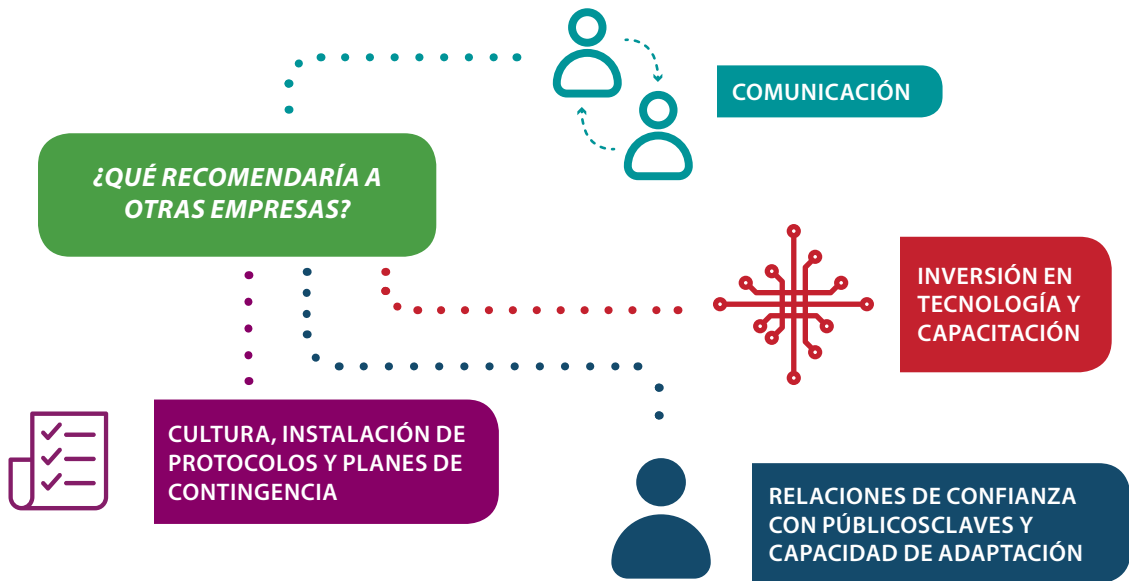 COMUNICACIÓN
¿QUÉ RECOMENDARÍA A
OTRAS EMPRESAS?
INVERSIÓN EN
TECNOLOGÍA Y
CAPACITACIÓN
CULTURA, INSTALACIÓN DE
PROTOCOLOS Y PLANES DE
CONTINGENCIA
RELACIONES DE CONFIANZA
CON PÚBLICOSCLAVES Y
CAPACIDAD DE ADAPTACIÓN